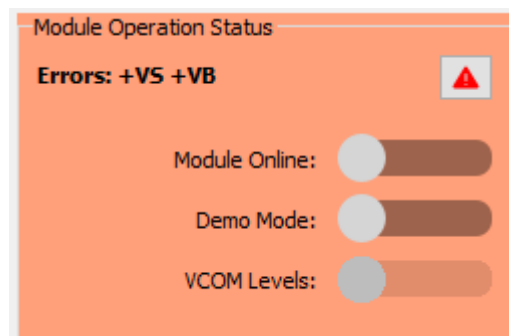 Module Operation Status
Errors: +VS +VB
Module Online:
Demo Mode:
VCOM Levels: